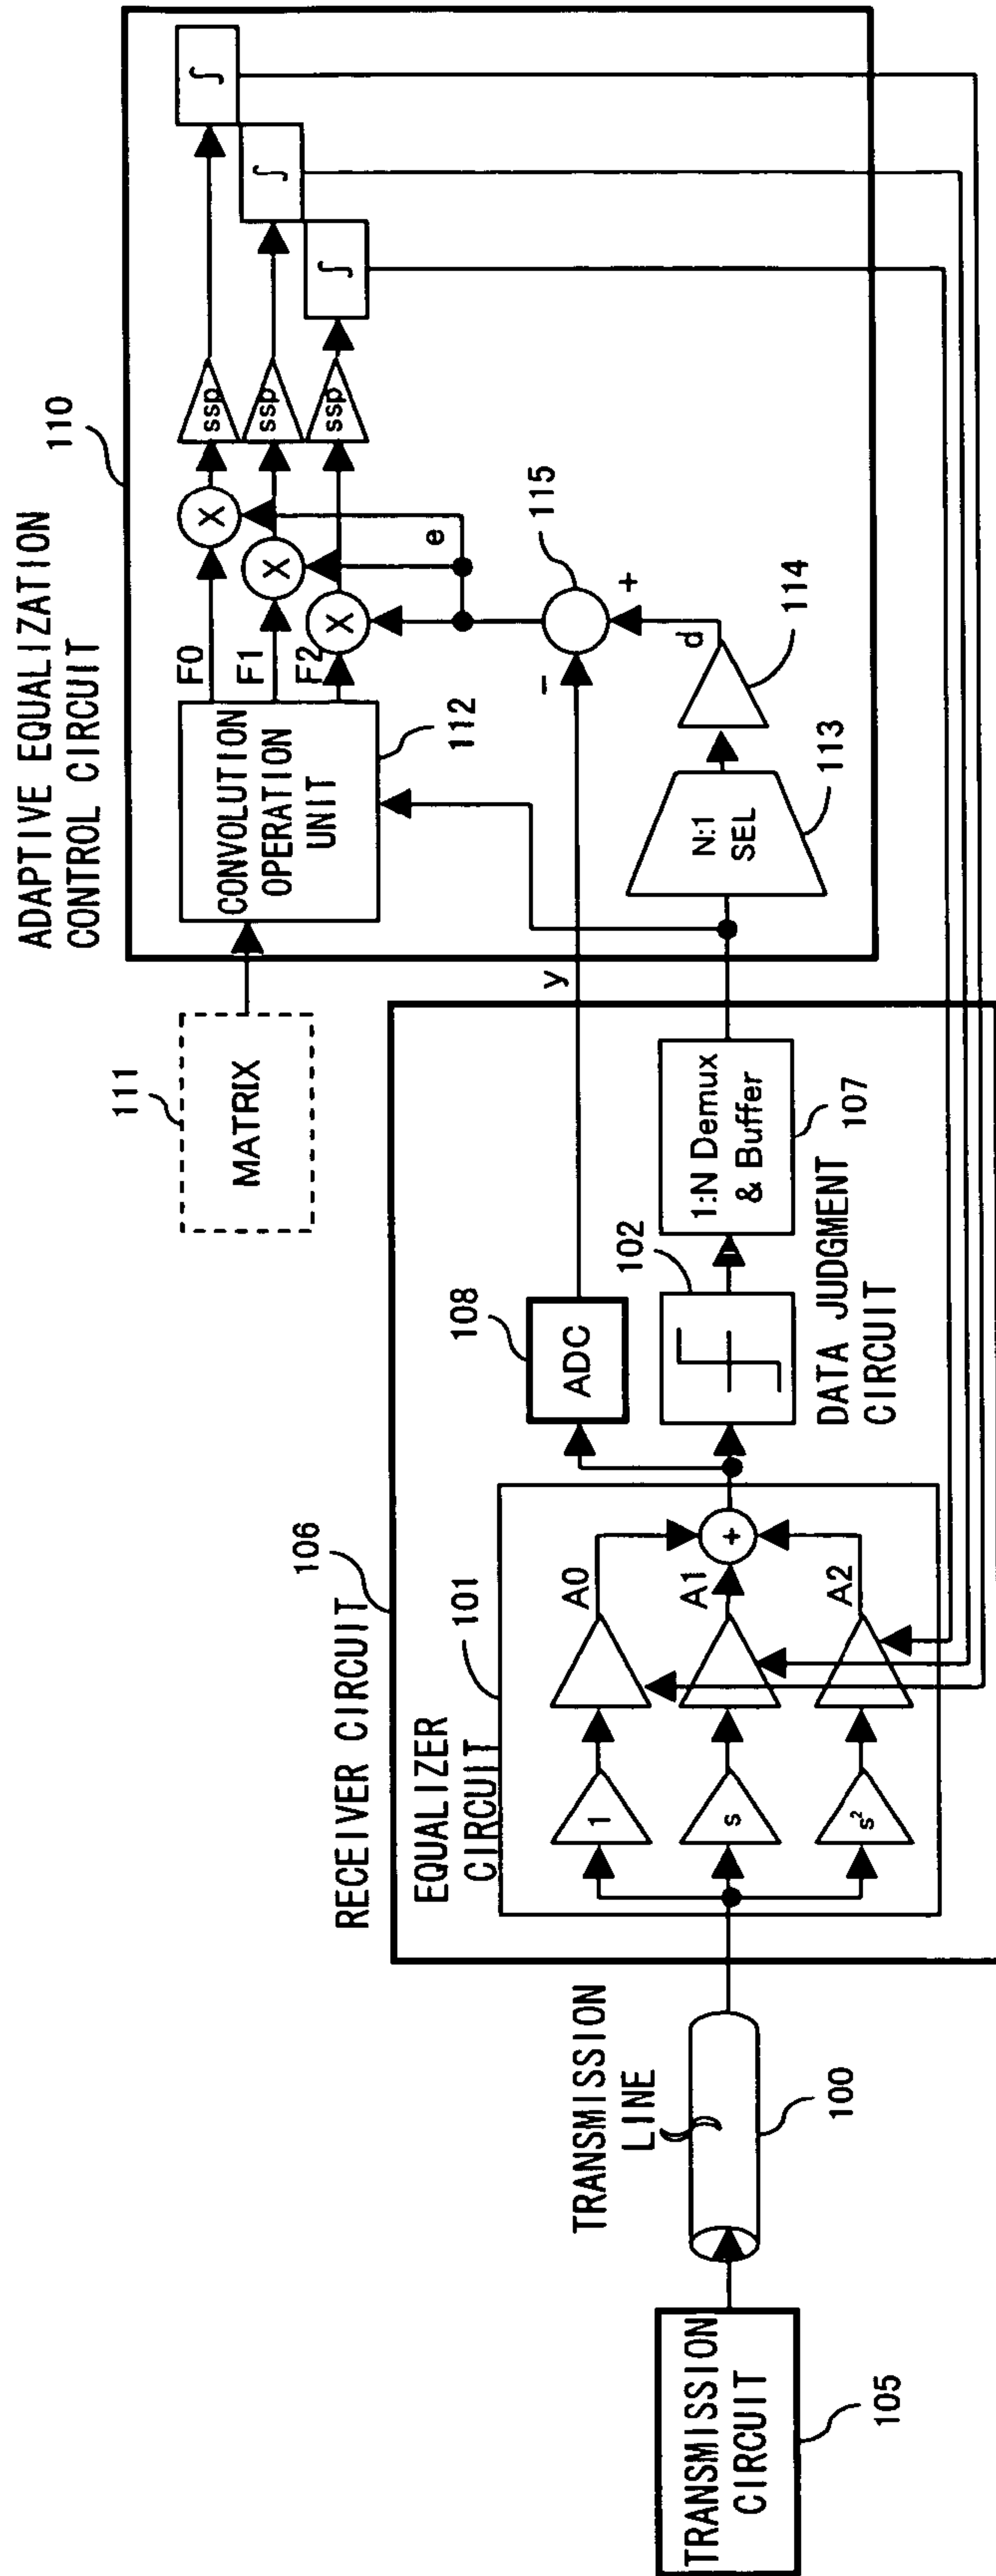 ADAPTIVE EQUALIZATION
CONTROL CIRCUIT
110
111
MATRIX
CONVOLUTION
OPERATION
UNIT
112
F0
F1
F2
X
X
X
e
ssp
ssp
ssp
∫
∫
∫
115
−
+
d
114
N:1
SEL
113
y
RECEIVER CIRCUIT
106
EQUALIZER
CIRCUIT
101
1
s
s²
A0
A1
A2
+
108
ADC
102
DATA JUDGMENT
CIRCUIT
1:N Demux
& Buffer
107
TRANSMISSION
LINE
100
TRANSMISSION
CIRCUIT
105